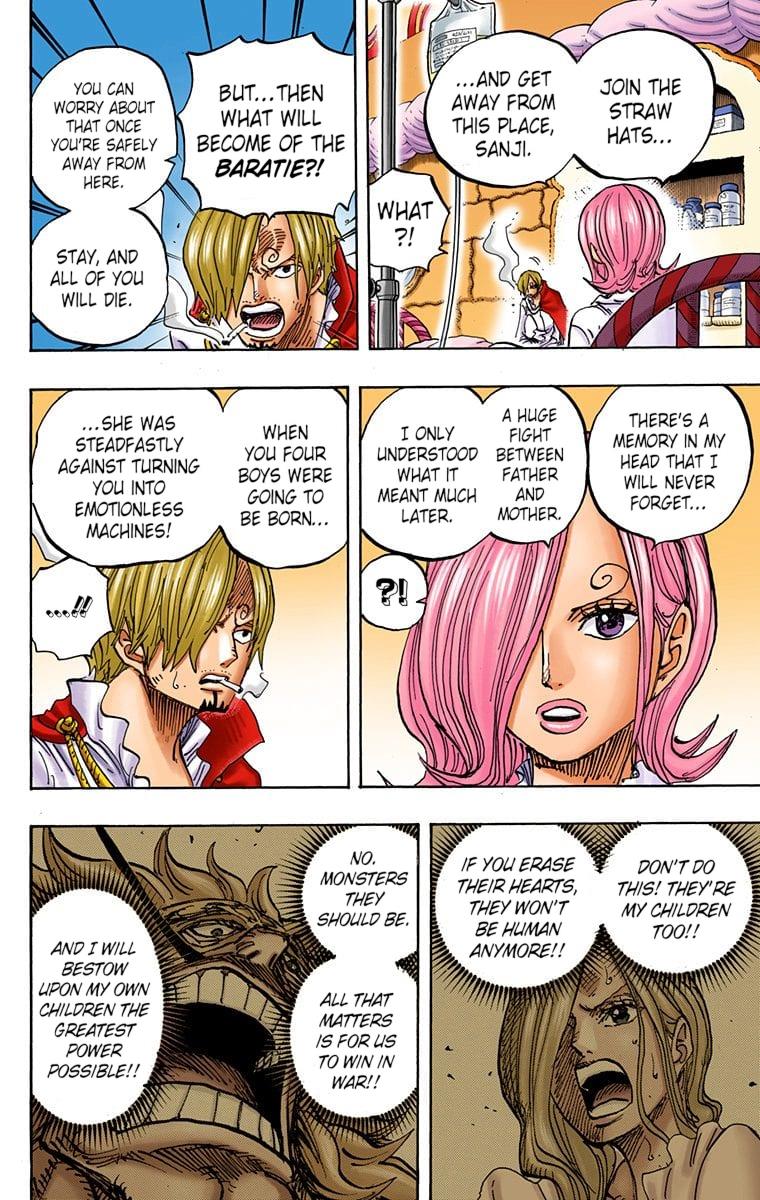 JOIN THE
STRAW
HATS...
...AND GET
AWAY FROM
THIS PLACE,
SANJI.
WHAT
?!
BUT...THEN
WHAT WILL
BECOME OF THE
BARATIE?!
YOU CAN
WORRY ABOUT
THAT ONCE
YOU'RE SAFELY
AWAY FROM
HERE.
STAY, AND
ALL OF YOU
WILL DIE.
THERE'S A
MEMORY IN MY
HEAD THAT I
WILL NEVER
FORGET...
A HUGE
FIGHT
BETWEEN
FATHER
AND
MOTHER.
I ONLY
UNDERSTOOD
WHAT IT
MEANT MUCH
LATER.
?!
WHEN
YOU FOUR
BOYS WERE
GOING TO
BE BORN...
...SHE WAS
STEADFASTLY
AGAINST TURNING
YOU INTO
EMOTIONLESS
MACHINES!
...!!
DON'T DO
THIS! THEY'RE
MY CHILDREN
TOO!!
IF YOU ERASE
THEIR HEARTS,
THEY WON'T
BE HUMAN
ANYMORE!!
NO.
MONSTERS
THEY
SHOULD BE.
ALL THAT
MATTERS
IS FOR US
TO WIN IN
WAR!!
AND I WILL
BESTOW
UPON MY OWN
CHILDREN THE
GREATEST
POWER
POSSIBLE!!